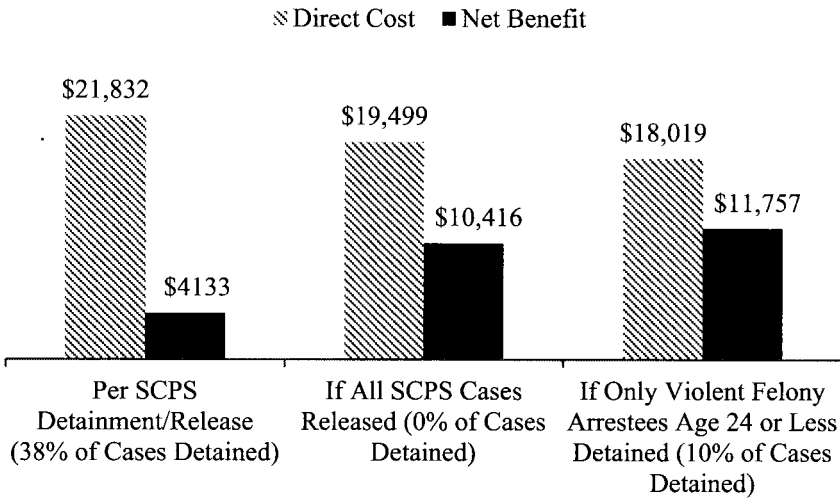 Direct Cost Net Benefit
$21,832
$4133
$19,499
$10,416
$18,019
$11,757
Per SCPS
Detainment/Release
(38% of Cases Detained)
If All SCPS Cases
Released (0% of Cases
Detained)
If Only Violent Felony
Arrestees Age 24 or Less
Detained (10% of Cases
Detained)